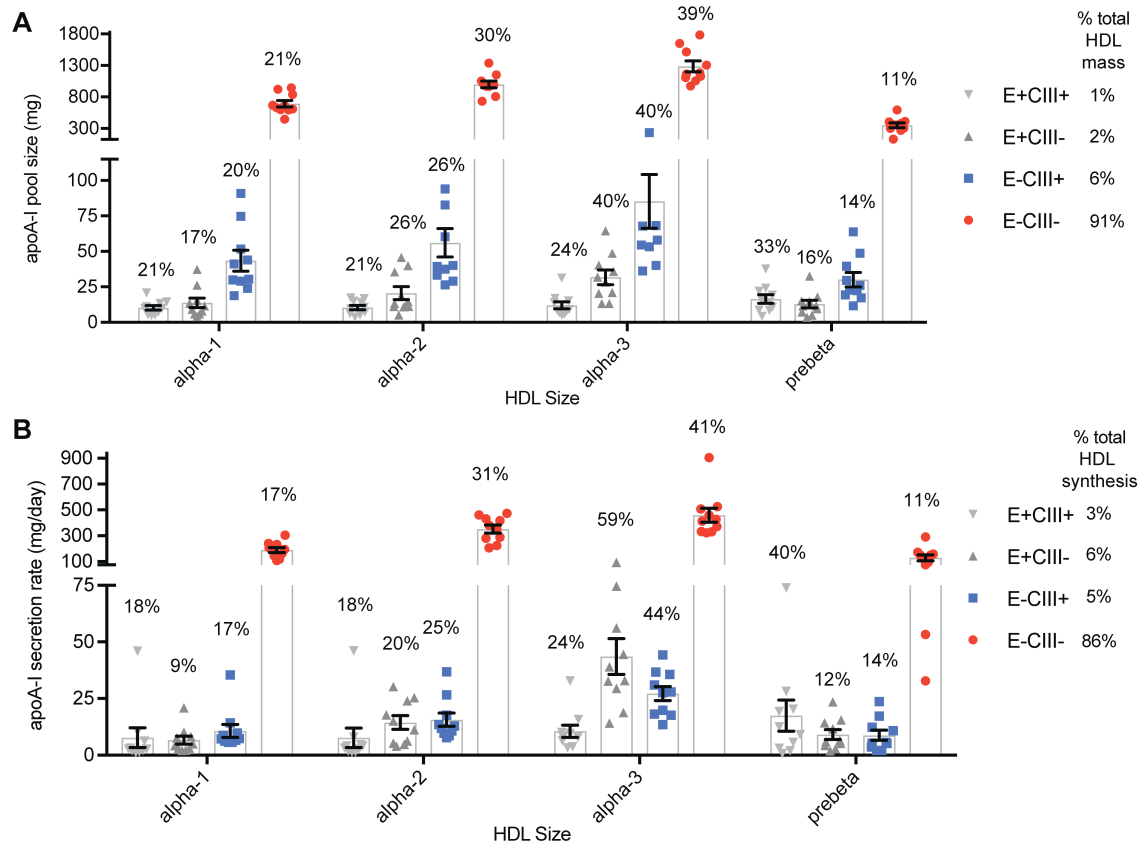 A
39%
% total
HDL
mass
1800
1300
800
300
100
75
50
25
0
apoA-I pool size (mg)
21%
30%
11%
21%
17%
20%
21%
26%
26%
24%
40%
40%
33%
16%
14%
E+CIII+ 1%
E+CIII- 2%
E-CIII+ 6%
E-CIII- 91%
alpha-1
alpha-2
alpha-3
prebeta
HDL Size
B
41%
% total
HDL
synthesis
900
700
500
300
100
75
50
25
0
apoA-I secretion rate (mg/day)
17%
31%
11%
18%
9%
17%
18%
20%
25%
24%
59%
44%
40%
12%
14%
E+CIII+ 3%
E+CIII- 6%
E-CIII+ 5%
E-CIII- 86%
alpha-1
alpha-2
alpha-3
prebeta
HDL Size